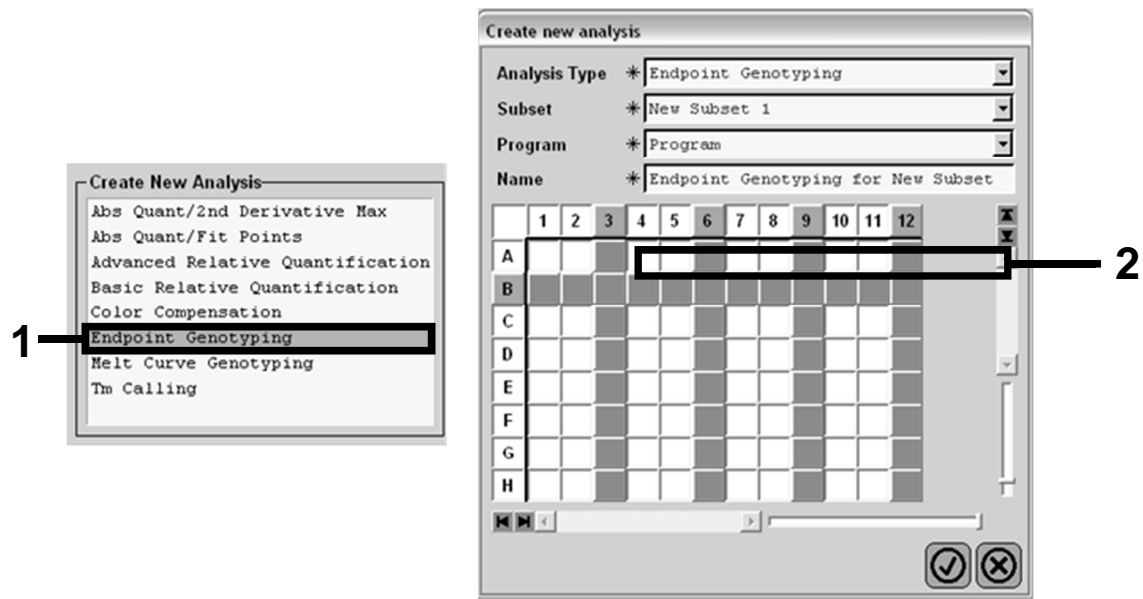 Create New Analysis
Abs Quant/2nd Derivative Max
Abs Quant/Fit Points
Advanced Relative Quantification
Basic Relative Quantification
Color Compensation
1
Endpoint Genotyping
Melt Curve Genotyping
Tm Calling
Create new analysis
Analysis Type * Endpoint Genotyping
Subset * New Subset 1
Program * Program
Name * Endpoint Genotyping for New Subset
1 2 3 4 5 6 7 8 9 10 11 12
A
2
B
C
D
E
F
G
H